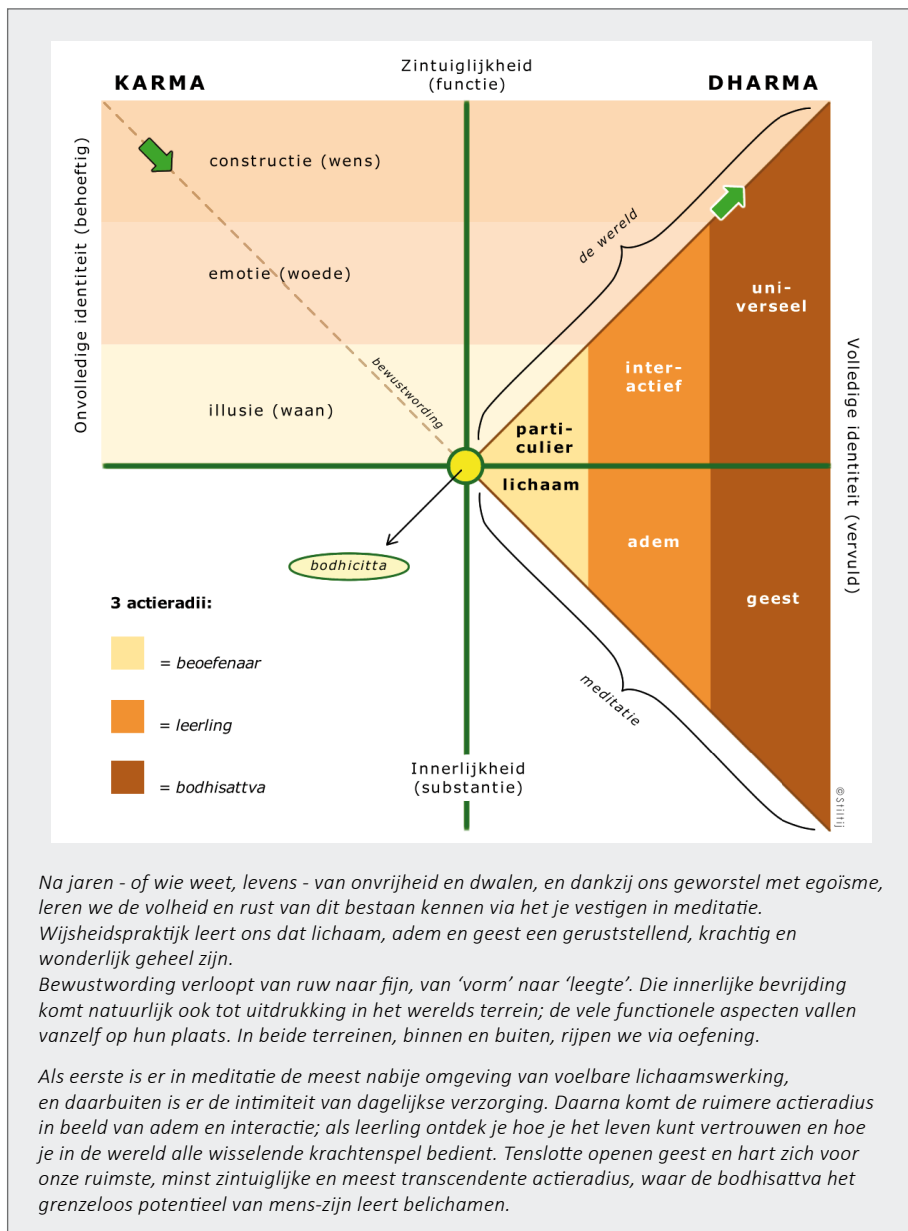 KARMA
Zintuiglijkheid
(functie)
DHARMA
Onvolledige identiteit (behoeftig)
constructie (wens)
de wereld
emotie (woede)
uni-
verseel
bewustwording
inter-
actief
illusie (waan)
parti-
culier
Volledige identiteit (vervuld)
lichaam
adem
bodhicitta
geest
3 actieradii:
= beoefenaar
meditatie
= leerling
Innerlijkheid
(substantie)
= bodhisattva
©Stiltij
Na jaren - of wie weet, levens - van onvrijheid en dwalen, en dankzij ons geworstel met egoïsme,
leren we de volheid en rust van dit bestaan kennen via het je vestigen in meditatie.
Wijsheidspraktijk leert ons dat lichaam, adem en geest een geruststellend, krachtig en
wonderlijk geheel zijn.
Bewustwording verloopt van ruw naar fijn, van ‘vorm’ naar ‘leegte’. Die innerlijke bevrijding
komt natuurlijk ook tot uitdrukking in het werelds terrein; de vele functionele aspecten vallen
vanzelf op hun plaats. In beide terreinen, binnen en buiten, rijpen we via oefening.
Als eerste is er in meditatie de meest nabije omgeving van voelbare lichaamswerking,
en daarbuiten is er de intimiteit van dagelijkse verzorging. Daarna komt de ruimere actieradius
in beeld van adem en interactie; als leerling ontdek je hoe je het leven kunt vertrouwen en hoe
je in de wereld alle wisselende krachtenspel bedient. Tenslotte openen geest en hart zich voor
onze ruimste, minst zintuiglijke en meest transcendente actieradius, waar de bodhisattva het
grenzeloos potentieel van mens-zijn leert belichamen.